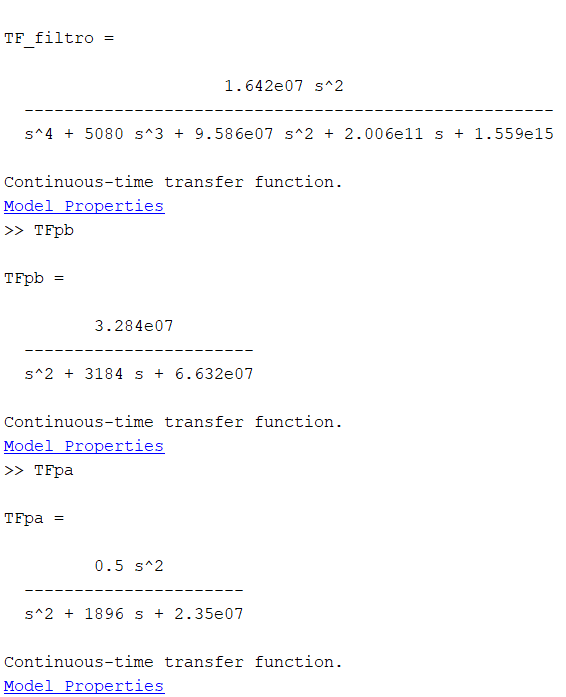 TF_filtro =
1.642e07 s^2
-----------------------------------------------------
s^4 + 5080 s^3 + 9.586e07 s^2 + 2.006e11 s + 1.559e15
Continuous-time transfer function.
Model Properties
>> TFpb
TFpb =
3.284e07
-----------------------
s^2 + 3184 s + 6.632e07
Continuous-time transfer function.
Model Properties
>> TFpa
TFpa =
0.5 s^2
----------------------
s^2 + 1896 s + 2.35e07
Continuous-time transfer function.
Model Properties